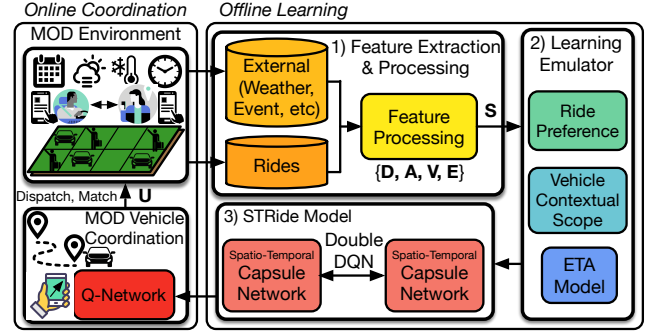 Online Coordination
Offline Learning
MOD Environment
Dispatch, Match
U
MOD Vehicle
Coordination
Q-Network
1) Feature Extraction
& Processing
External
(Weather,
Event, etc)
Rides
Feature
Processing
{D, A, V, E}
S
2) Learning
Emulator
Ride
Preference
Vehicle
Contextual
Scope
ETA
Model
3) STRide Model
Spatio-Temporal
Capsule
Network
Double
DQN
Spatio-Temporal
Capsule
Network